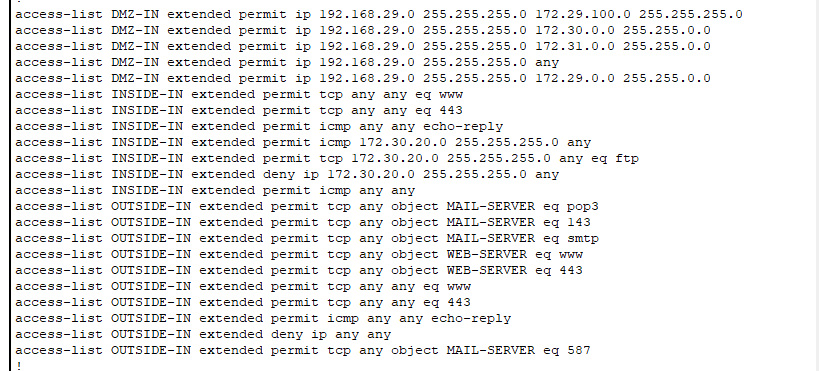 access-list DMZ-IN extended permit ip 192.168.29.0 255.255.255.0 172.29.100.0 255.255.255.0
access-list DMZ-IN extended permit ip 192.168.29.0 255.255.255.0 172.30.0.0 255.255.0.0
access-list DMZ-IN extended permit ip 192.168.29.0 255.255.255.0 172.31.0.0 255.255.0.0
access-list DMZ-IN extended permit ip 192.168.29.0 255.255.255.0 any
access-list DMZ-IN extended permit ip 192.168.29.0 255.255.255.0 172.29.0.0 255.255.0.0
access-list INSIDE-IN extended permit tcp any any eq www
access-list INSIDE-IN extended permit tcp any any eq 443
access-list INSIDE-IN extended permit icmp any any echo-reply
access-list INSIDE-IN extended permit icmp 172.30.20.0 255.255.255.0 any
access-list INSIDE-IN extended permit tcp 172.30.20.0 255.255.255.0 any eq ftp
access-list INSIDE-IN extended deny ip 172.30.20.0 255.255.255.0 any
access-list INSIDE-IN extended permit icmp any any
access-list OUTSIDE-IN extended permit tcp any object MAIL-SERVER eq pop3
access-list OUTSIDE-IN extended permit tcp any object MAIL-SERVER eq 143
access-list OUTSIDE-IN extended permit tcp any object MAIL-SERVER eq smtp
access-list OUTSIDE-IN extended permit tcp any object WEB-SERVER eq www
access-list OUTSIDE-IN extended permit tcp any object WEB-SERVER eq 443
access-list OUTSIDE-IN extended permit tcp any any eq www
access-list OUTSIDE-IN extended permit tcp any any eq 443
access-list OUTSIDE-IN extended permit icmp any any echo-reply
access-list OUTSIDE-IN extended deny ip any any
access-list OUTSIDE-IN extended permit tcp any object MAIL-SERVER eq 587
!